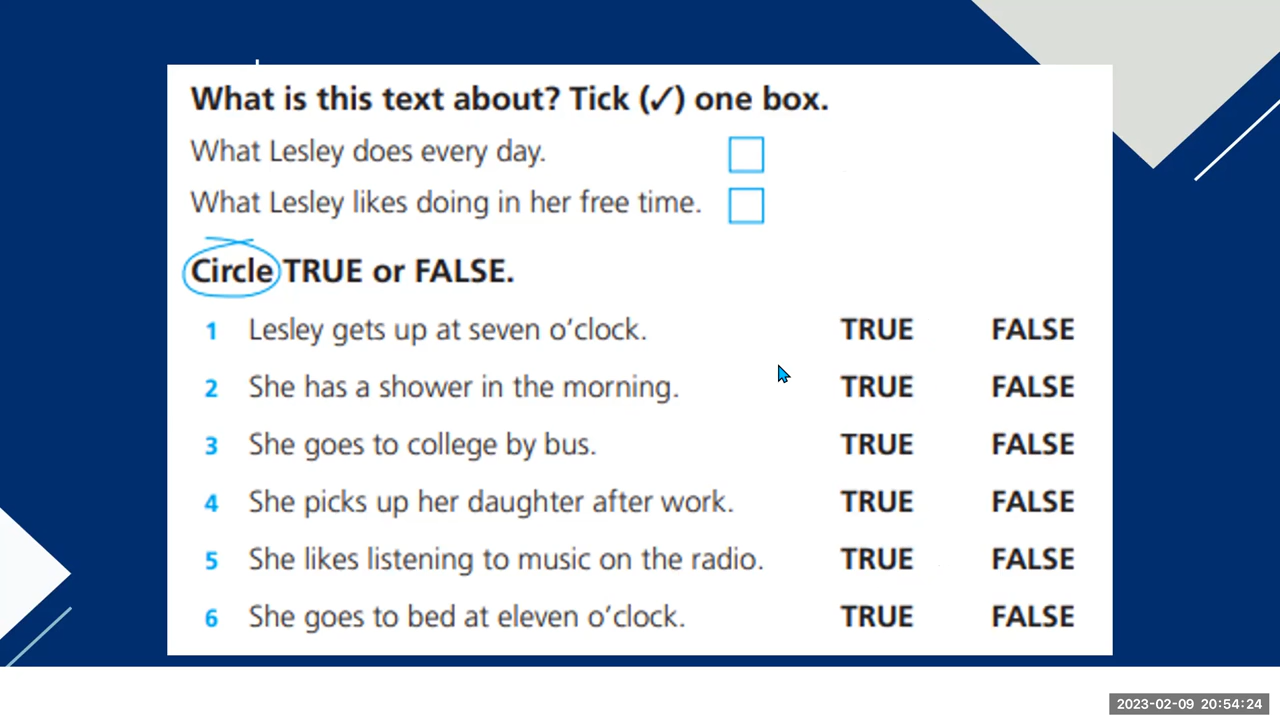 What is this text about? Tick (✓) one box.
What Lesley does every day.
What Lesley likes doing in her free time.
Circle TRUE or FALSE.
1 Lesley gets up at seven o’clock. TRUE FALSE
2 She has a shower in the morning. TRUE FALSE
3 She goes to college by bus. TRUE FALSE
4 She picks up her daughter after work. TRUE FALSE
5 She likes listening to music on the radio. TRUE FALSE
6 She goes to bed at eleven o’clock. TRUE FALSE
2023-02-09 20:54:24